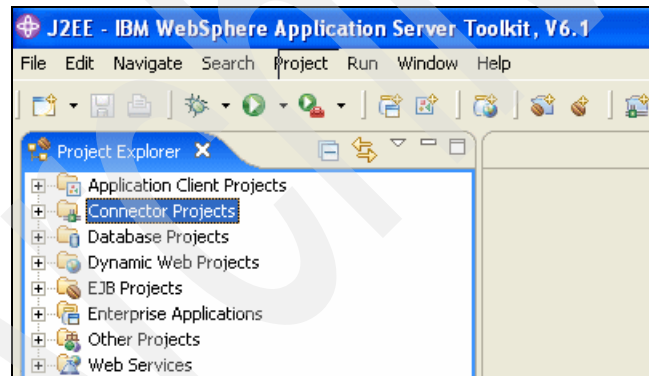 J2EE - IBM WebSphere Application Server Toolkit, V6.1
File Edit Navigate Search Project Run Window Help
Project Explorer
Application Client Projects
Connector Projects
Database Projects
Dynamic Web Projects
EJB Projects
Enterprise Applications
Other Projects
Web Services